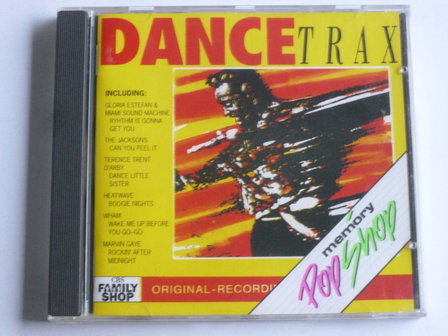 DANCE TRAX
INCLUDING:
GLORIA ESTEFAN &
MIAMI SOUND MACHINE
RYHTHM IS GONNA
GET YOU
THE JACKSONS
CAN YOU FEEL IT
TERENCE TRENT
D'ARBY
DANCE LITTLE
SISTER
HEATWAVE
BOOGIE NIGHTS
WHAM
WAKE ME UP BEFORE
YOU GO-GO
MARVIN GAYE
ROCKIN' AFTER
MIDNIGHT
CBS
FAMILY
SHOP
ORIGINAL-RECORDI
memory
Pop Shop